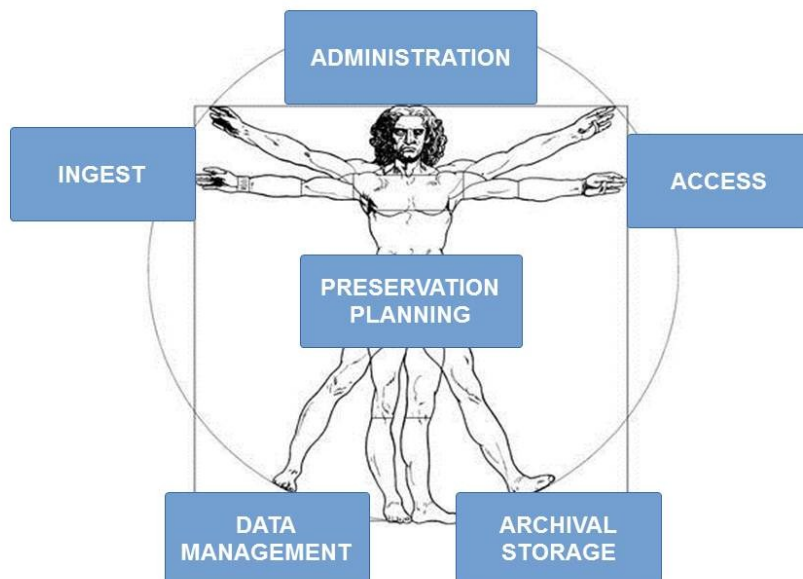 ADMINISTRATION
INGEST
ACCESS
PRESERVATION
PLANNING
DATA
MANAGEMENT
ARCHIVAL
STORAGE